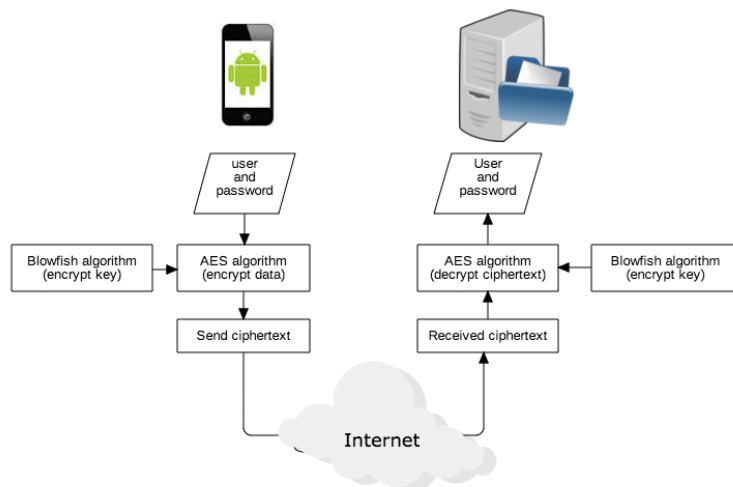 user
and
password
User
and
password
Blowfish algorithm
(encrypt key)
AES algorithm
(encrypt data)
AES algorithm
(decrypt ciphertext)
Blowfish algorithm
(encrypt key)
Send ciphertext
Received ciphertext
Internet